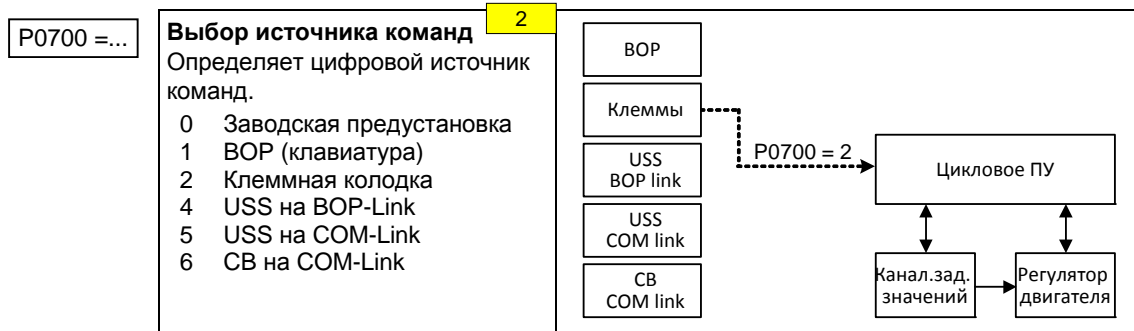 P0700 =...
2
Выбор источника команд
Определяет цифровой источник
команд.
0 Заводская предустановка
1 BOP (клавиатура)
2 Клеммная колодка
4 USS на BOP-Link
5 USS на COM-Link
6 CB на COM-Link
BOP
Клеммы
USS
BOP link
USS
COM link
CB
COM link
P0700 = 2
Цикловое ПУ
Канал.зад.
значений
Регулятор
двигателя